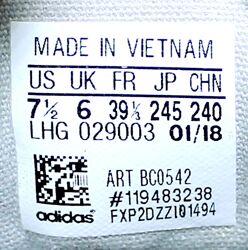 MADE IN VIETNAM
US UK FR JP CHN
7½ 6 39⅓ 245 240
LHG 029003 01/18
ART BC0542
#119483238
adidas FXP2DZZI01494